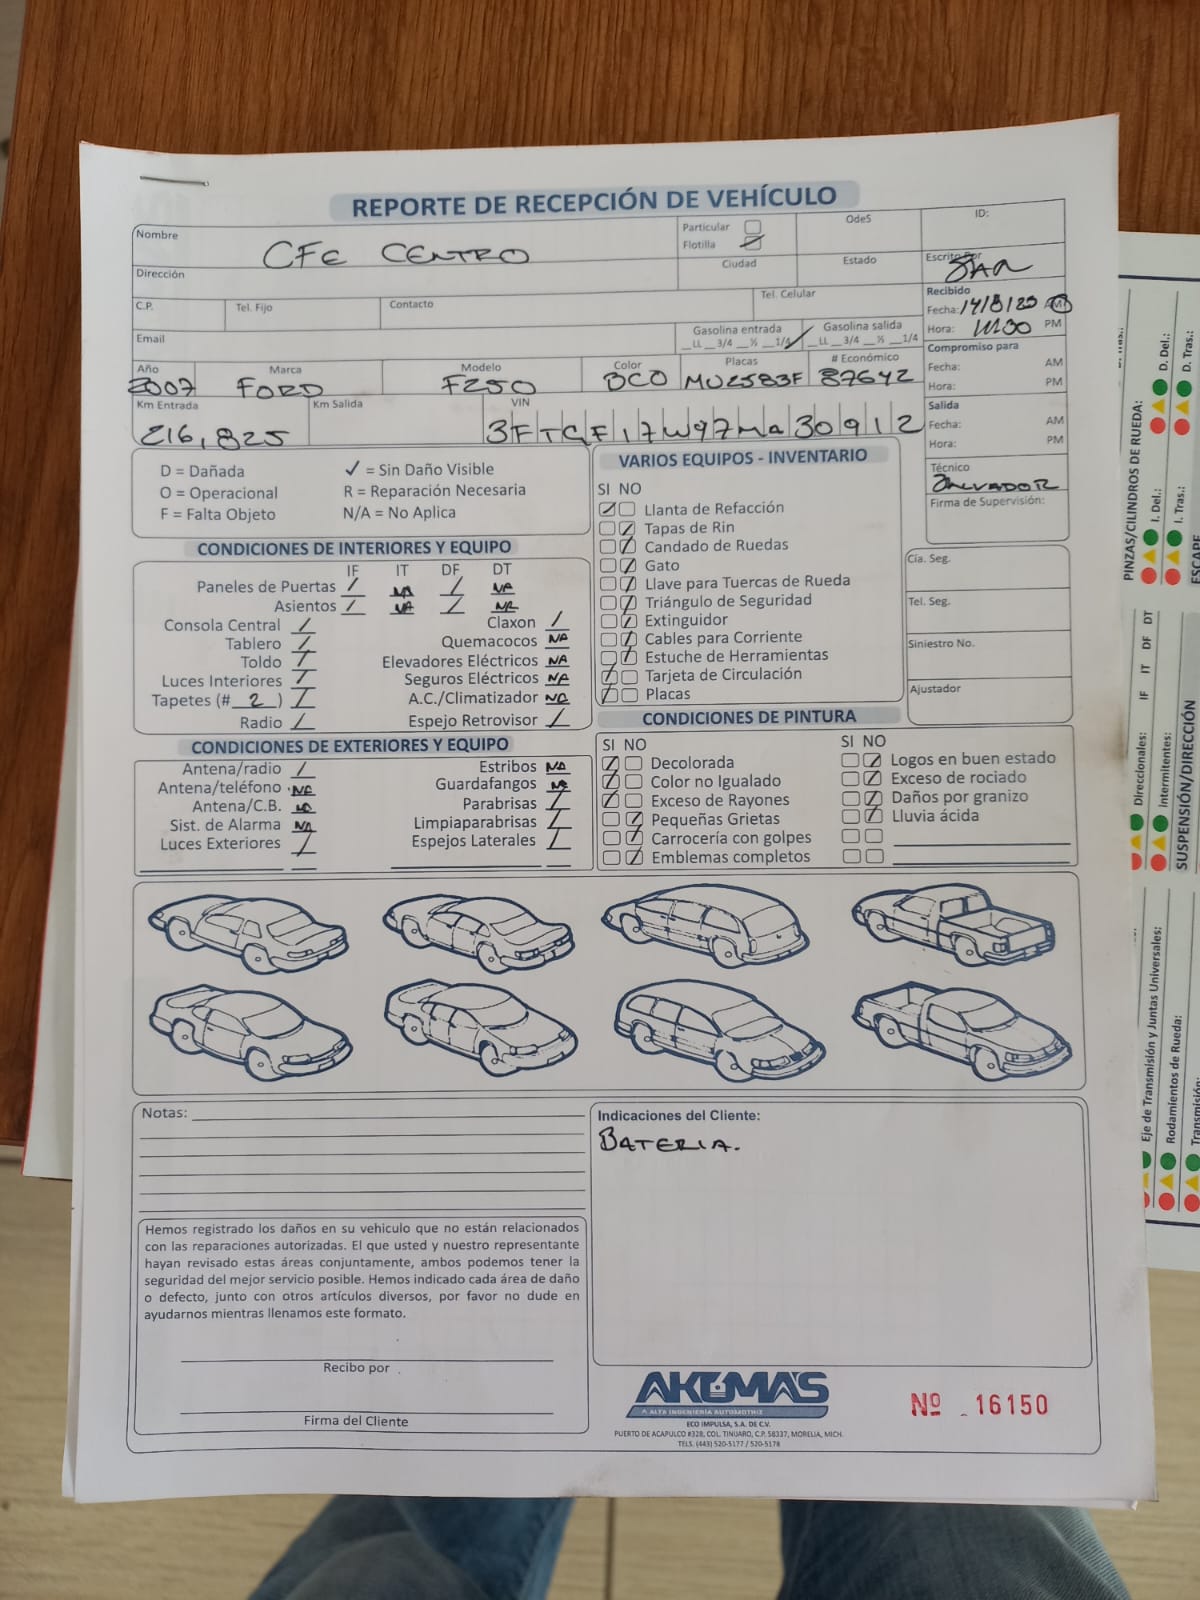 REPORTE DE RECEPCIÓN DE VEHÍCULO
Nombre CFE CENTRO Particular Flotilla OdeS ID:
Dirección Ciudad Estado Escrito Por
C.P. Tel. Fijo Contacto Tel. Celular Recibido
Fecha: AM
Email Gasolina entrada Gasolina salida Hora: PM
LL 3/4 ½ 1/4 LL 3/4 ½ 1/4
Año Marca Modelo Color Placas # Económico Compromiso para
2007 FORD F250 BCO MU2583F 87642 Fecha: AM
Hora: PM
Km Entrada Km Salida VIN Salida
216,825 Fecha: AM
Hora: PM
Técnico
SALVADOR
Firma de Supervisión:
D = Dañada ✓ = Sin Daño Visible
O = Operacional R = Reparación Necesaria
F = Falta Objeto N/A = No Aplica
CONDICIONES DE INTERIORES Y EQUIPO
IF IT DF DT
Paneles de Puertas / NA / NA
Asientos / NA / NA
Consola Central / Claxon /
Tablero / Quemacocos NA
Toldo / Elevadores Eléctricos NA
Luces Interiores / Seguros Eléctricos NA
Tapetes (# 2 ) / A.C./Climatizador NA
Radio / Espejo Retrovisor /
CONDICIONES DE EXTERIORES Y EQUIPO
Antena/radio / Estribos NA
Antena/teléfono NA Guardafangos NA
Antena/C.B. NA Parabrisas /
Sist. de Alarma NA Limpiaparabrisas /
Luces Exteriores / Espejos Laterales /
VARIOS EQUIPOS - INVENTARIO
SI NO
Llanta de Refacción
Tapas de Rin
Candado de Ruedas
Gato
Llave para Tuercas de Rueda
Triángulo de Seguridad
Extinguidor
Cables para Corriente
Estuche de Herramientas
Tarjeta de Circulación
Placas
Cía. Seg.
Tel. Seg.
Siniestro No.
Ajustador
CONDICIONES DE PINTURA
SI NO SI NO
Decolorada Logos en buen estado
Color no Igualado Exceso de rociado
Exceso de Rayones Daños por granizo
Pequeñas Grietas Lluvia ácida
Carrocería con golpes
Emblemas completos
Notas:
Indicaciones del Cliente:
BATERIA.
Hemos registrado los daños en su vehiculo que no están relacionados
con las reparaciones autorizadas. El que usted y nuestro representante
hayan revisado estas áreas conjuntamente, ambos podemos tener la
seguridad del mejor servicio posible. Hemos indicado cada área de daño
o defecto, junto con otros artículos diversos, por favor no dude en
ayudarnos mientras llenamos este formato.
Recibo por
Firma del Cliente
AKUMA'S
ALTA INGENIERÍA AUTOMOTRIZ
ECO IMPULSA, S.A. DE C.V.
PUERTO DE ACAPULCO #328, COL. TINIJARO, C.P. 58337, MORELIA, MICH.
TELS. (443) 520-5177 / 520-5178
Nº 16150
PINZAS/CILINDROS DE RUEDA:
I. Del.: D. Del.:
I. Tras.: D. Tras.:
Direccionales: IF IT DF DT
Intermitentes:
SUSPENSIÓN/DIRECCIÓN
Eje de Transmisión y Juntas Universales:
Rodamientos de Rueda: